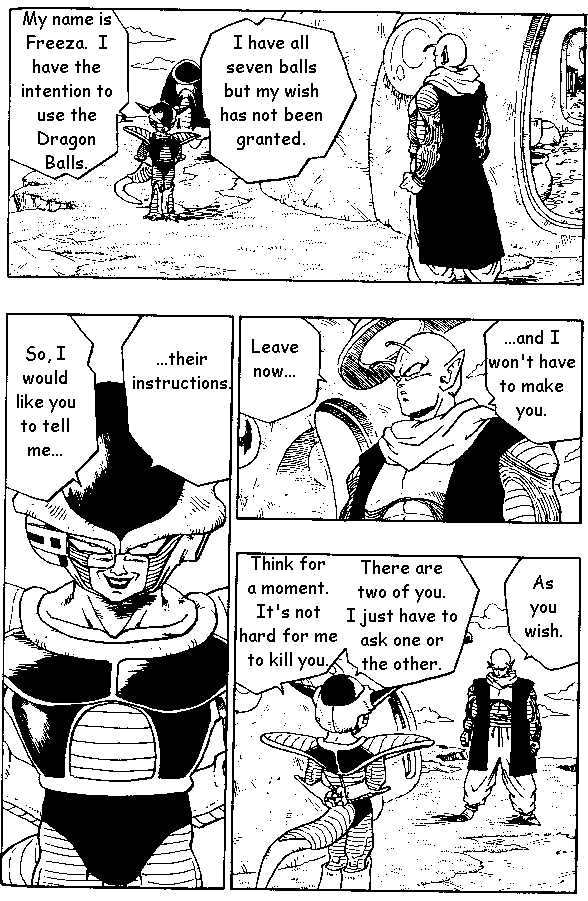 My name is
Freeza. I
have the
intention to
use the
Dragon
Balls.
I have all
seven balls
but my wish
has not been
granted.
So, I
would
like you
to tell
me...
...their
instructions.
Leave
now...
...and I
won't have
to make
you.
Think for
a moment.
It's not
hard for me
to kill you.
There are
two of you.
I just have to
ask one or
the other.
As
you
wish.